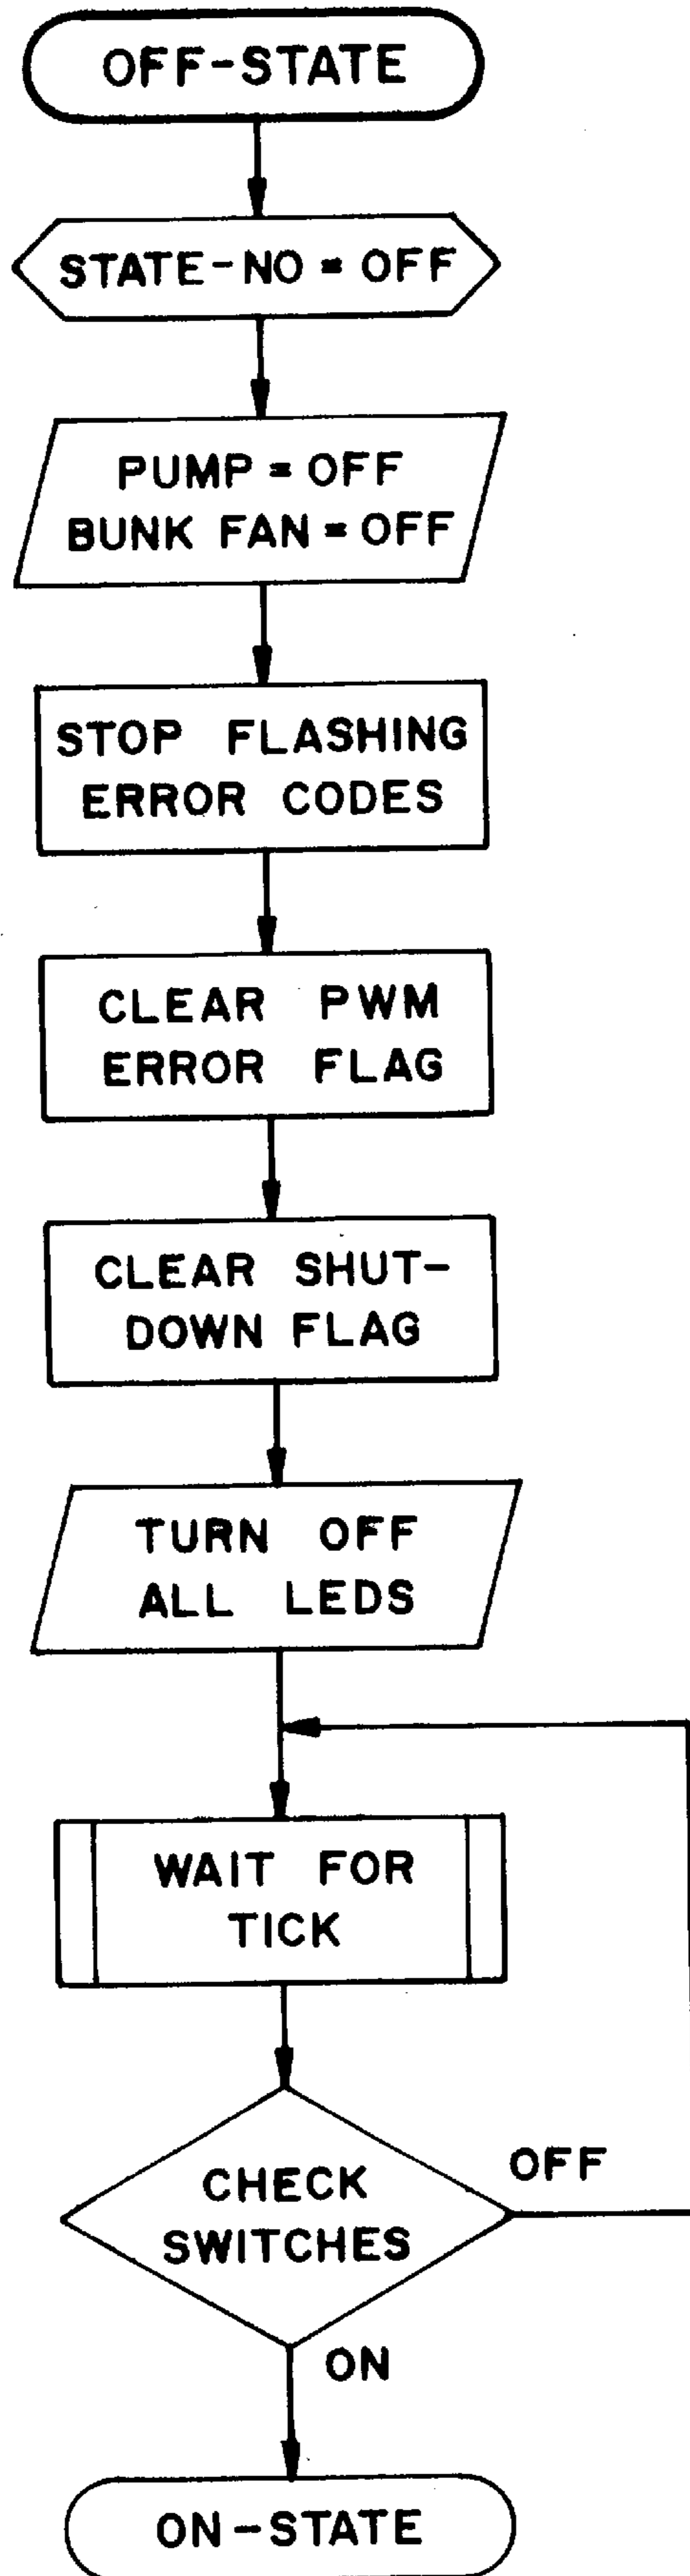 OFF-STATE
STATE-NO = OFF
PUMP = OFF
BUNK FAN = OFF
STOP FLASHING
ERROR CODES
CLEAR PWM
ERROR FLAG
CLEAR SHUT-
DOWN FLAG
TURN OFF
ALL LEDS
WAIT FOR
TICK
CHECK
SWITCHES
OFF
ON
ON-STATE